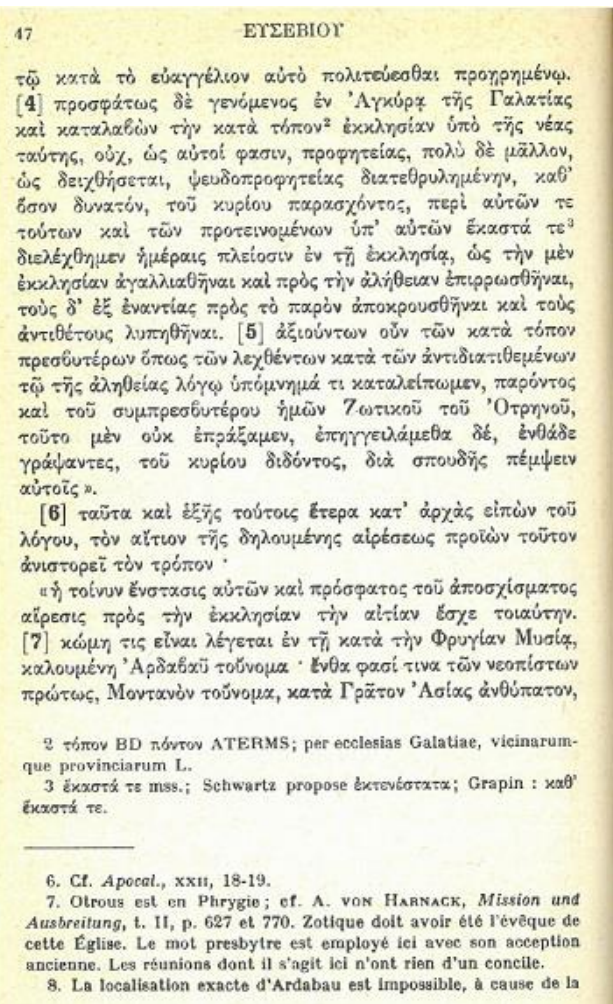 47 ΕΥΣΕΒΙΟΥ
τῷ κατὰ τὸ εὐαγγέλιον αὐτὸ πολιτεύεσθαι προῃρημένῳ.
[4] προσφάτως δὲ γενόμενος ἐν Ἀγκύρᾳ τῆς Γαλατίας
καὶ καταλαβὼν τὴν κατὰ τόπον² ἐκκλησίαν ὑπὸ τῆς νέας
ταύτης, οὐχ, ὡς αὐτοί φασιν, προφητείας, πολὺ δὲ μᾶλλον,
ὡς δειχθήσεται, ψευδοπροφητείας διατεθρυλημένην, καθ’
ὅσον δυνατόν, τοῦ κυρίου παρασχόντος, περὶ αὐτῶν τε
τούτων καὶ τῶν προτεινομένων ὑπ’ αὐτῶν ἕκαστά τε³
διελέχθημεν ἡμέραις πλείοσιν ἐν τῇ ἐκκλησίᾳ, ὡς τὴν μὲν
ἐκκλησίαν ἀγαλλιαθῆναι καὶ πρὸς τὴν ἀλήθειαν ἐπιρρωσθῆναι,
τοὺς δ’ ἐξ ἐναντίας πρὸς τὸ παρὸν ἀποκρουσθῆναι καὶ τοὺς
ἀντιθέτους λυπηθῆναι. [5] ἀξιούντων οὖν τῶν κατὰ τόπον
πρεσϐυτέρων ὅπως τῶν λεχθέντων κατὰ τῶν ἀντιδιατιθεμένων
τῷ τῆς ἀληθείας λόγῳ ὑπόμνημά τι καταλείπωμεν, παρόντος
καὶ τοῦ συμπρεσϐυτέρου ἡμῶν Ζωτικοῦ τοῦ Ὀτρηνοῦ,
τοῦτο μὲν οὐκ ἐπράξαμεν, ἐπηγγειλάμεθα δέ, ἐνθάδε
γράψαντες, τοῦ κυρίου διδόντος, διὰ σπουδῆς πέμψειν
αὐτοῖς ».
[6] ταῦτα καὶ ἑξῆς τούτοις ἕτερα κατ’ ἀρχὰς εἰπὼν τοῦ
λόγου, τὸν αἴτιον τῆς δηλουμένης αἱρέσεως προϊὼν τοῦτον
ἀνιστορεῖ τὸν τρόπον ·
« ἡ τοίνυν ἔνστασις αὐτῶν καὶ πρόσφατος τοῦ ἀποσχίσματος
αἵρεσις πρὸς τὴν ἐκκλησίαν τὴν αἰτίαν ἔσχε τοιαύτην.
[7] κώμη τις εἶναι λέγεται ἐν τῇ κατὰ τὴν Φρυγίαν Μυσίᾳ,
καλουμένη Ἀρδαϐαῦ τοὔνομα · ἔνθα φασί τινα τῶν νεοπίστων
πρώτως, Μοντανὸν τοὔνομα, κατὰ Γρᾶτον Ἀσίας ἀνθύπατον,
2 τόπον BD πόντον ATERMS; per ecclesias Galatiae, vicinarum-
que provinciarum L.
3 ἕκαστά τε mss.; Schwartz propose ἐκτενέστατα; Grapin : καθ’
ἕκαστά τε.
6. Cf. Apocal., XXII, 18-19.
7. Otrous est en Phrygie; cf. A. VON HARNACK, Mission und
Ausbreitung, t. II, p. 627 et 770. Zotique doit avoir été l'évêque de
cette Église. Le mot presbytre est employé ici avec son acception
ancienne. Les réunions dont il s'agit ici n'ont rien d'un concile.
8. La localisation exacte d'Ardabau est impossible, à cause de la